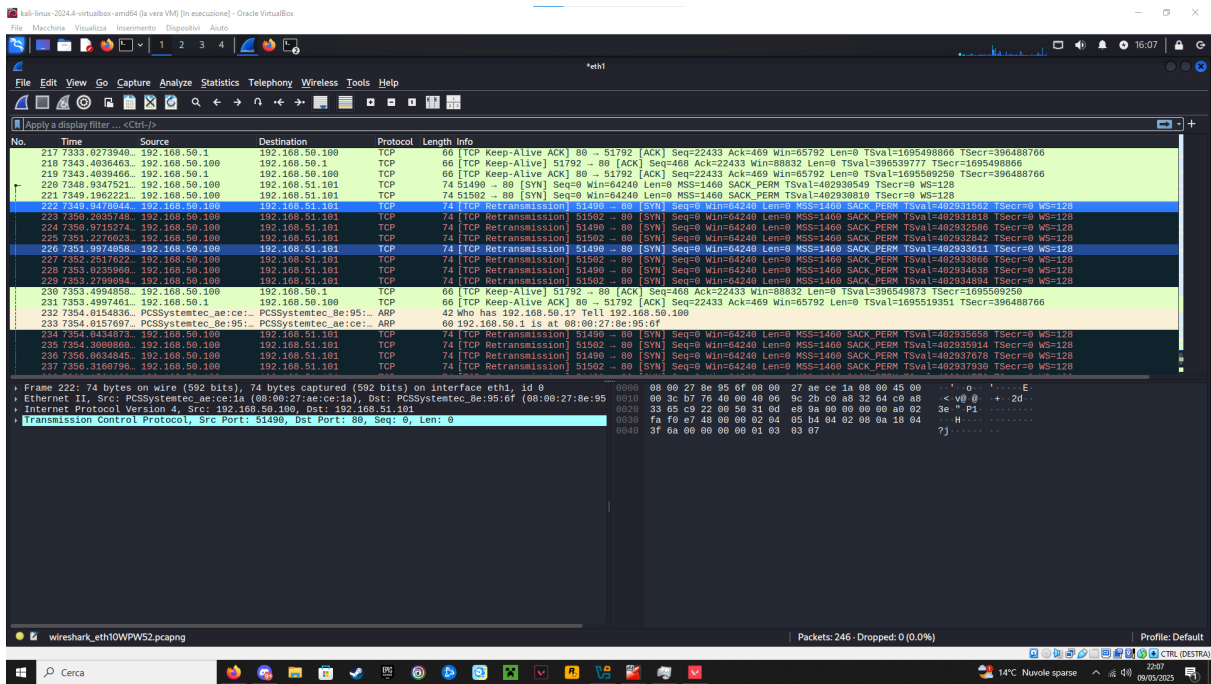 kali-linux-2024.4-virtualbox-amd64 (la vera VM) [In esecuzione] - Oracle VirtualBox
File Macchina Visualizza Inserimento Dispositivi Aiuto
1 2 3 4 16:07
*eth1
File Edit View Go Capture Analyze Statistics Telephony Wireless Tools Help
Apply a display filter ... <Ctrl-/>
No. Time Source Destination Protocol Length Info
217 7333.0273940… 192.168.50.1 192.168.50.100 TCP 66 [TCP Keep-Alive ACK] 80 → 51792 [ACK] Seq=22433 Ack=469 Win=65792 Len=0 TSval=1695498866 TSecr=396488766
218 7343.4036463… 192.168.50.100 192.168.50.1 TCP 66 [TCP Keep-Alive] 51792 → 80 [ACK] Seq=468 Ack=22433 Win=88832 Len=0 TSval=396539777 TSecr=1695498866
219 7343.4039466… 192.168.50.1 192.168.50.100 TCP 66 [TCP Keep-Alive ACK] 80 → 51792 [ACK] Seq=22433 Ack=469 Win=65792 Len=0 TSval=1695509250 TSecr=396488766
220 7348.9347521… 192.168.50.100 192.168.51.101 TCP 74 51490 → 80 [SYN] Seq=0 Win=64240 Len=0 MSS=1460 SACK_PERM TSval=402930549 TSecr=0 WS=128
221 7349.1962221… 192.168.50.100 192.168.51.101 TCP 74 51502 → 80 [SYN] Seq=0 Win=64240 Len=0 MSS=1460 SACK_PERM TSval=402930810 TSecr=0 WS=128
222 7349.9478044… 192.168.50.100 192.168.51.101 TCP 74 [TCP Retransmission] 51490 → 80 [SYN] Seq=0 Win=64240 Len=0 MSS=1460 SACK_PERM TSval=402931562 TSecr=0 WS=128
223 7350.2035748… 192.168.50.100 192.168.51.101 TCP 74 [TCP Retransmission] 51502 → 80 [SYN] Seq=0 Win=64240 Len=0 MSS=1460 SACK_PERM TSval=402931818 TSecr=0 WS=128
224 7350.9715274… 192.168.50.100 192.168.51.101 TCP 74 [TCP Retransmission] 51490 → 80 [SYN] Seq=0 Win=64240 Len=0 MSS=1460 SACK_PERM TSval=402932586 TSecr=0 WS=128
225 7351.2276023… 192.168.50.100 192.168.51.101 TCP 74 [TCP Retransmission] 51502 → 80 [SYN] Seq=0 Win=64240 Len=0 MSS=1460 SACK_PERM TSval=402932842 TSecr=0 WS=128
226 7351.9974058… 192.168.50.100 192.168.51.101 TCP 74 [TCP Retransmission] 51490 → 80 [SYN] Seq=0 Win=64240 Len=0 MSS=1460 SACK_PERM TSval=402933611 TSecr=0 WS=128
227 7352.2517622… 192.168.50.100 192.168.51.101 TCP 74 [TCP Retransmission] 51502 → 80 [SYN] Seq=0 Win=64240 Len=0 MSS=1460 SACK_PERM TSval=402933866 TSecr=0 WS=128
228 7353.0235960… 192.168.50.100 192.168.51.101 TCP 74 [TCP Retransmission] 51490 → 80 [SYN] Seq=0 Win=64240 Len=0 MSS=1460 SACK_PERM TSval=402934638 TSecr=0 WS=128
229 7353.2799094… 192.168.50.100 192.168.51.101 TCP 74 [TCP Retransmission] 51502 → 80 [SYN] Seq=0 Win=64240 Len=0 MSS=1460 SACK_PERM TSval=402934894 TSecr=0 WS=128
230 7353.4994858… 192.168.50.100 192.168.50.1 TCP 66 [TCP Keep-Alive] 51792 → 80 [ACK] Seq=468 Ack=22433 Win=88832 Len=0 TSval=396549873 TSecr=1695509250
231 7353.4997461… 192.168.50.1 192.168.50.100 TCP 66 [TCP Keep-Alive ACK] 80 → 51792 [ACK] Seq=22433 Ack=469 Win=65792 Len=0 TSval=1695519351 TSecr=396488766
232 7354.0154836… PCSSystemtec_ae:ce:… PCSSystemtec_8e:95:… ARP 42 Who has 192.168.50.1? Tell 192.168.50.100
233 7354.0157697… PCSSystemtec_8e:95:… PCSSystemtec_ae:ce:… ARP 60 192.168.50.1 is at 08:00:27:8e:95:6f
234 7354.0434873… 192.168.50.100 192.168.51.101 TCP 74 [TCP Retransmission] 51490 → 80 [SYN] Seq=0 Win=64240 Len=0 MSS=1460 SACK_PERM TSval=402935658 TSecr=0 WS=128
235 7354.3000860… 192.168.50.100 192.168.51.101 TCP 74 [TCP Retransmission] 51502 → 80 [SYN] Seq=0 Win=64240 Len=0 MSS=1460 SACK_PERM TSval=402935914 TSecr=0 WS=128
236 7356.0634845… 192.168.50.100 192.168.51.101 TCP 74 [TCP Retransmission] 51490 → 80 [SYN] Seq=0 Win=64240 Len=0 MSS=1460 SACK_PERM TSval=402937678 TSecr=0 WS=128
237 7356.3160796… 192.168.50.100 192.168.51.101 TCP 74 [TCP Retransmission] 51502 → 80 [SYN] Seq=0 Win=64240 Len=0 MSS=1460 SACK_PERM TSval=402937930 TSecr=0 WS=128
Frame 222: 74 bytes on wire (592 bits), 74 bytes captured (592 bits) on interface eth1, id 0
Ethernet II, Src: PCSSystemtec_ae:ce:1a (08:00:27:ae:ce:1a), Dst: PCSSystemtec_8e:95:6f (08:00:27:8e:95
Internet Protocol Version 4, Src: 192.168.50.100, Dst: 192.168.51.101
Transmission Control Protocol, Src Port: 51490, Dst Port: 80, Seq: 0, Len: 0
0000 08 00 27 8e 95 6f 08 00 27 ae ce 1a 08 00 45 00 ··'··o·· '·····E·
0010 00 3c b7 76 40 00 40 06 9c 2b c0 a8 32 64 c0 a8 ·<·v@·@· ·+··2d··
0020 33 65 c9 22 00 50 31 0d e8 9a 00 00 00 00 a0 02 3e·"·P1· ········
0030 fa f0 e7 48 00 00 02 04 05 b4 04 02 08 0a 18 04 ···H···· ········
0040 3f 6a 00 00 00 00 01 03 03 07 ?j······ ··
wireshark_eth10WPW52.pcapng Packets: 246 · Dropped: 0 (0.0%) Profile: Default
CTRL (DESTRA)
Cerca 14°C Nuvole sparse 22:07
09/05/2025